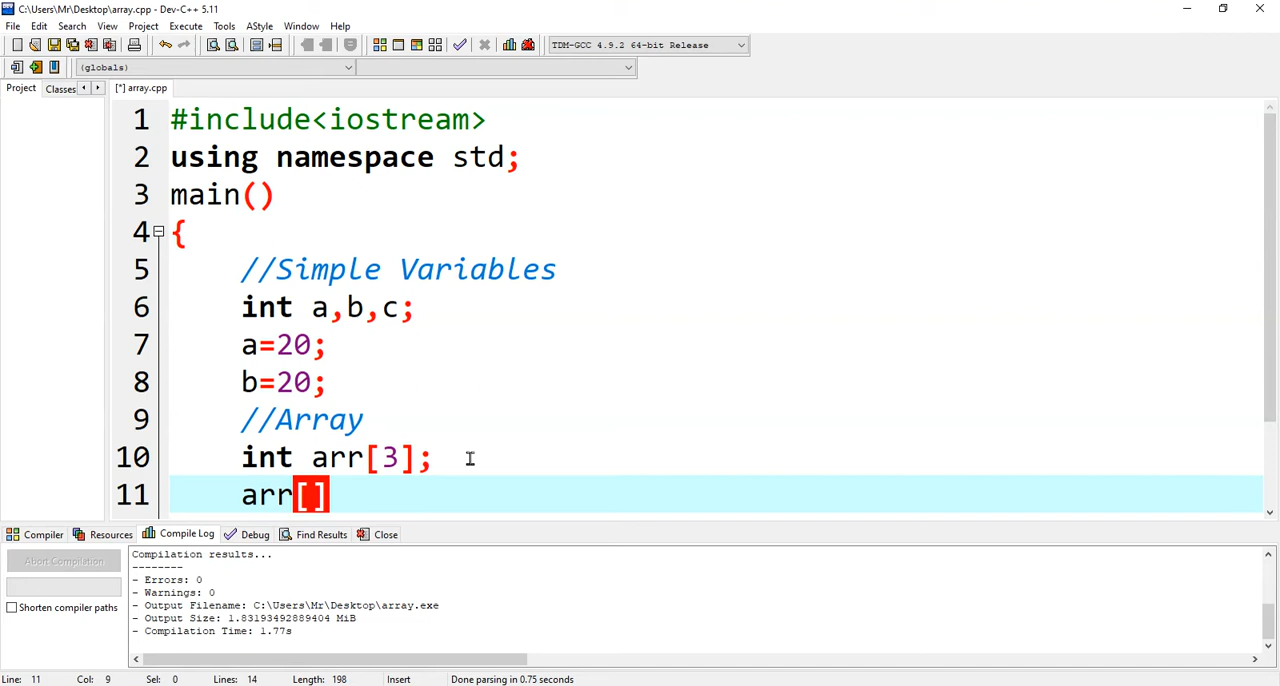 C:\Users\Mr\Desktop\array.cpp - Dev-C++ 5.11
File Edit Search View Project Execute Tools AStyle Window Help
TDM-GCC 4.9.2 64-bit Release
(globals)
Project Classes [*] array.cpp
1 #include<iostream>
2 using namespace std;
3 main()
4 {
5 //Simple Variables
6 int a,b,c;
7 a=20;
8 b=20;
9 //Array
10 int arr[3];
11 arr[]
Compiler Resources Compile Log Debug Find Results Close
Abort Compilation
Shorten compiler paths
Compilation results...
--------
- Errors: 0
- Warnings: 0
- Output Filename: C:\Users\Mr\Desktop\array.exe
- Output Size: 1.83193492889404 MiB
- Compilation Time: 1.77s
Line: 11 Col: 9 Sel: 0 Lines: 14 Length: 198 Insert Done parsing in 0.75 seconds